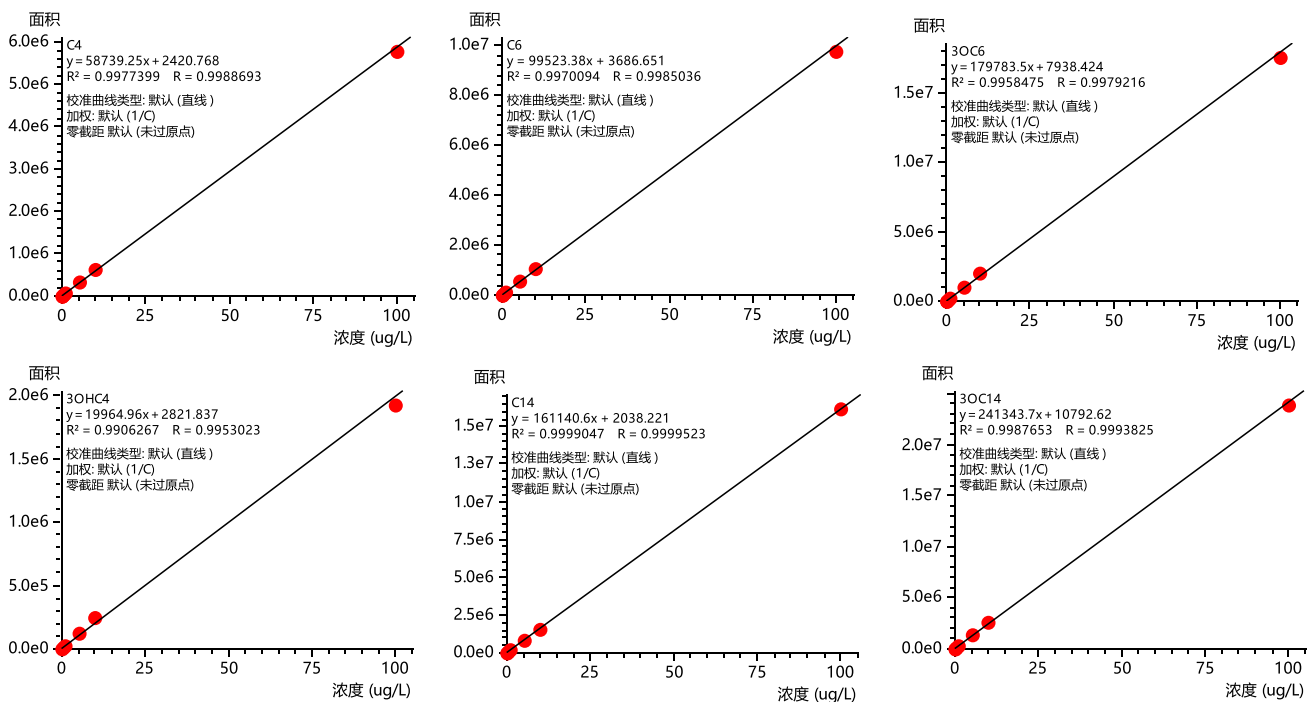 面积
6.0e6
5.0e6
4.0e6
3.0e6
2.0e6
1.0e6
0.0e0
C4
y = 58739.25x + 2420.768
R² = 0.9977399 R = 0.9988693
校准曲线类型: 默认 (直线 )
加权: 默认 (1/C)
零截距 默认 (未过原点)
0 25 50 75 100
浓度 (ug/L)
面积
1.0e7
8.0e6
6.0e6
4.0e6
2.0e6
0.0e0
C6
y = 99523.38x + 3686.651
R² = 0.9970094 R = 0.9985036
校准曲线类型: 默认 (直线 )
加权: 默认 (1/C)
零截距 默认 (未过原点)
0 25 50 75 100
浓度 (ug/L)
面积
1.5e7
1.0e7
5.0e6
0.0e0
3OC6
y = 179783.5x + 7938.424
R² = 0.9958475 R = 0.9979216
校准曲线类型: 默认 (直线 )
加权: 默认 (1/C)
零截距 默认 (未过原点)
0 25 50 75 100
浓度 (ug/L)
面积
2.0e6
1.5e6
1.0e6
5.0e5
0.0e0
3OHC4
y = 19964.96x + 2821.837
R² = 0.9906267 R = 0.9953023
校准曲线类型: 默认 (直线 )
加权: 默认 (1/C)
零截距 默认 (未过原点)
0 25 50 75 100
浓度 (ug/L)
面积
1.5e7
1.3e7
1.0e7
7.5e6
5.0e6
2.5e6
0.0e0
C14
y = 161140.6x + 2038.221
R² = 0.9999047 R = 0.9999523
校准曲线类型: 默认 (直线 )
加权: 默认 (1/C)
零截距 默认 (未过原点)
0 25 50 75 100
浓度 (ug/L)
面积
2.0e7
1.5e7
1.0e7
5.0e6
0.0e0
3OC14
y = 241343.7x + 10792.62
R² = 0.9987653 R = 0.9993825
校准曲线类型: 默认 (直线 )
加权: 默认 (1/C)
零截距 默认 (未过原点)
0 25 50 75 100
浓度 (ug/L)